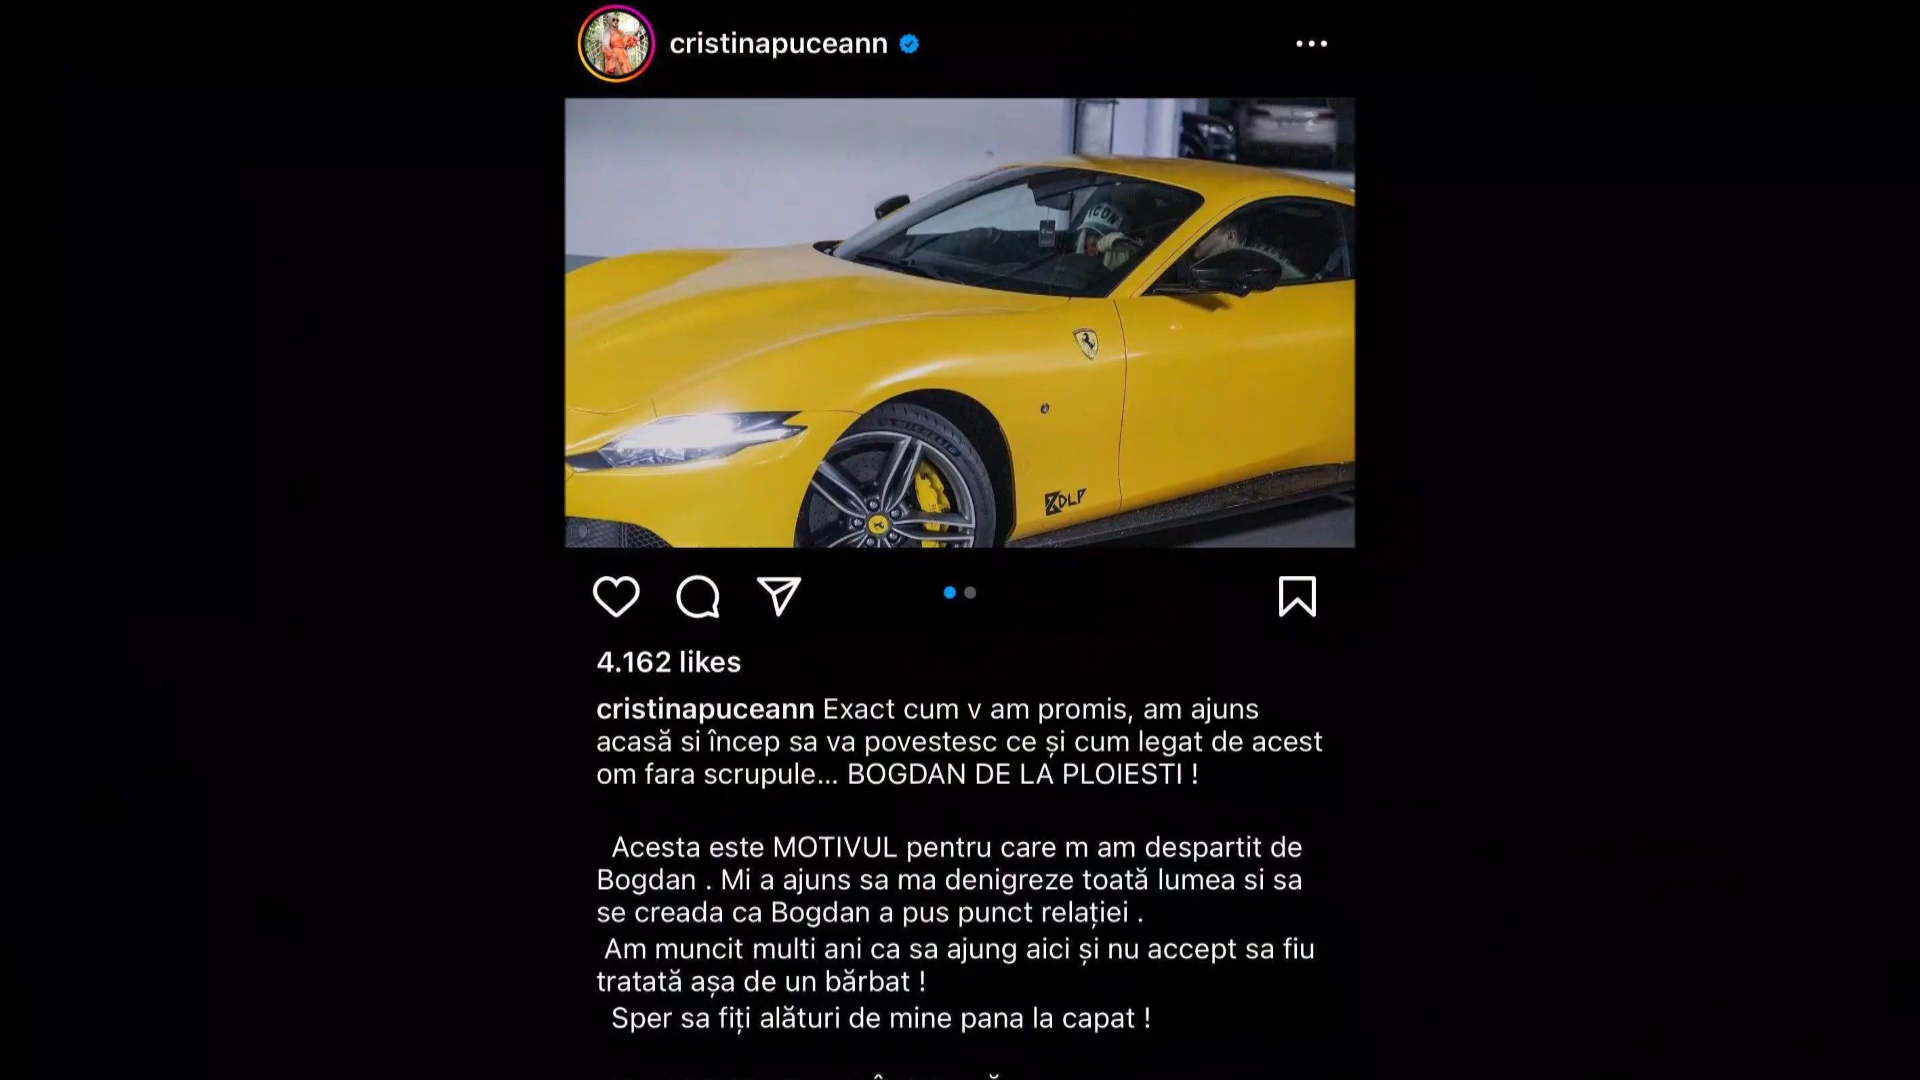 cristinapuceann
ICON
MICHELIN
DLP
4.162 likes
cristinapuceann Exact cum v am promis, am ajuns
acasă si încep sa va povestesc ce și cum legat de acest
om fara scrupule... BOGDAN DE LA PLOIESTI !
Acesta este MOTIVUL pentru care m am despartit de
Bogdan . Mi a ajuns sa ma denigreze toată lumea si sa
se creada ca Bogdan a pus punct relației .
Am muncit multi ani ca sa ajung aici și nu accept sa fiu
tratată așa de un bărbat !
Sper sa fiți alături de mine pana la capat !